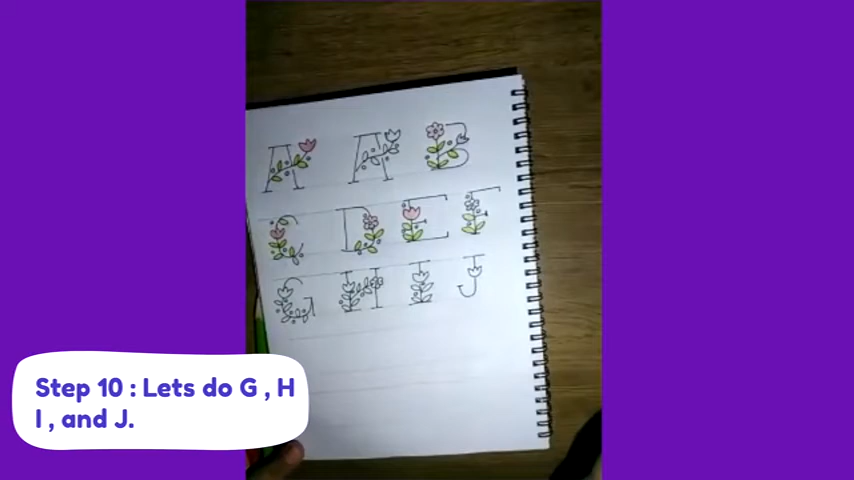 A A B
C D E F
G H I J
Step 10 : Lets do G , H
I , and J.